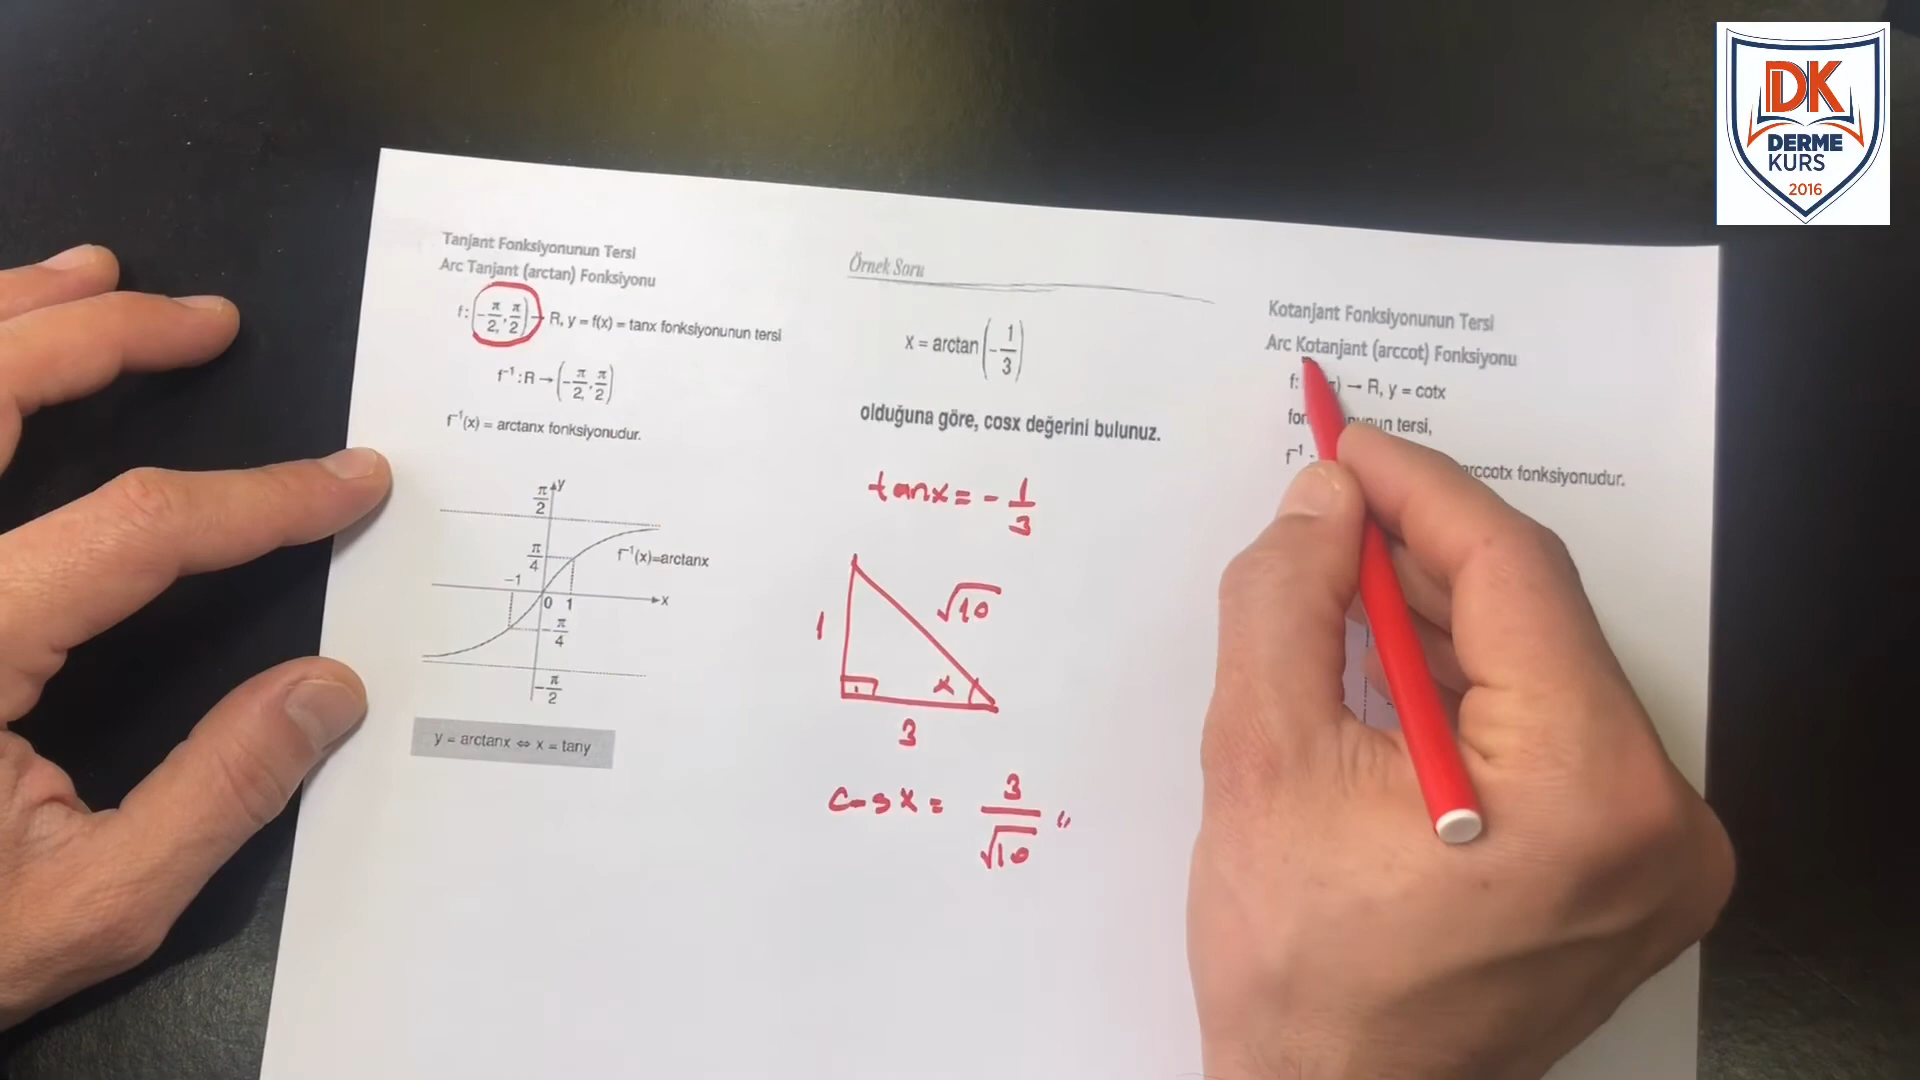 DK
DERME
KURS
2016
Tanjant Fonksiyonunun Tersi
Arc Tanjant (arctan) Fonksiyonu
f: (-π/2, π/2) → R, y = f(x) = tanx fonksiyonunun tersi
f⁻¹ : R → (-π/2, π/2)
f⁻¹(x) = arctanx fonksiyonudur.
π/2 y
π/4 f⁻¹(x)=arctanx
-1
0 1 x
-π/4
-π/2
y = arctanx ⇔ x = tany
Örnek Soru
x = arctan(-1/3)
olduğuna göre, cosx değerini bulunuz.
tanx = -1/3
1
√10
x
3
cosx = 3/√10 "
Kotanjant Fonksiyonunun Tersi
Arc Kotanjant (arccot) Fonksiyonu
f: → R, y = cotx
tersi,
f⁻¹ arccotx fonksiyonudur.